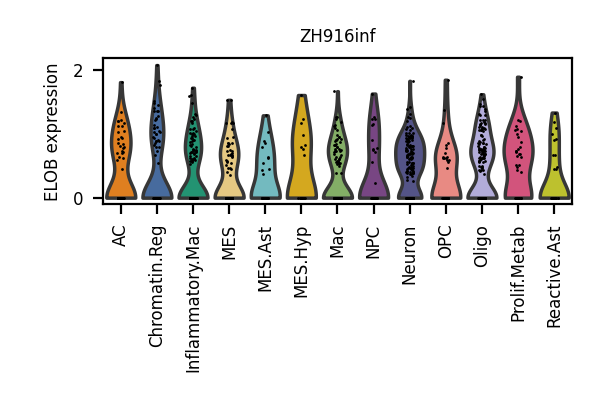 ZH916inf
ELOB expression
2
0
AC
Chromatin.Reg
Inflammatory.Mac
MES
MES.Ast
MES.Hyp
Mac
NPC
Neuron
OPC
Oligo
Prolif.Metab
Reactive.Ast